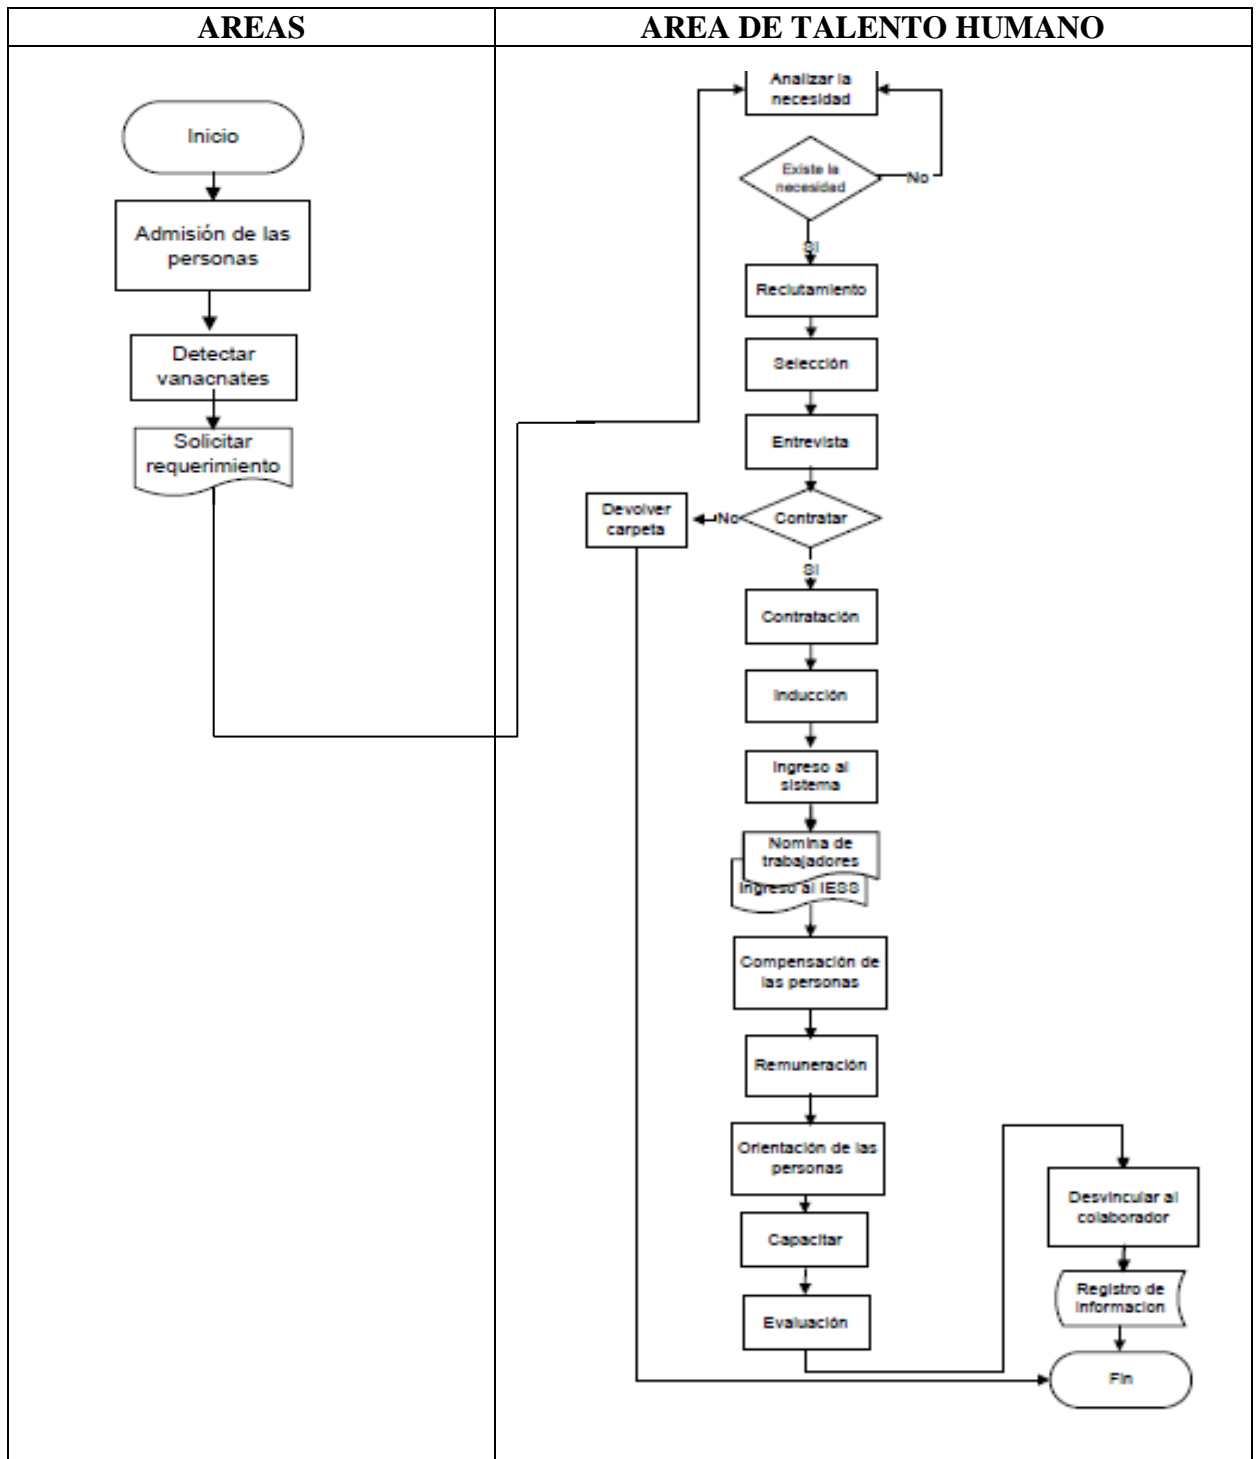 AREAS
AREA DE TALENTO HUMANO
Inicio
Admisión de las
personas
Detectar
vanacnates
Solicitar
requerimiento
Analizar la
necesidad
Existe la
necesidad
No
SI
Reclutamiento
Selección
Entrevista
Contratar
No
Devolver
carpeta
SI
Contratación
Inducción
Ingreso al
sistema
Nomina de
trabajadores
Ingreso al IESS
Compensación de
las personas
Remuneración
Orientación de las
personas
Capacitar
Evaluación
Desvincular al
colaborador
Registro de
informacion
Fin